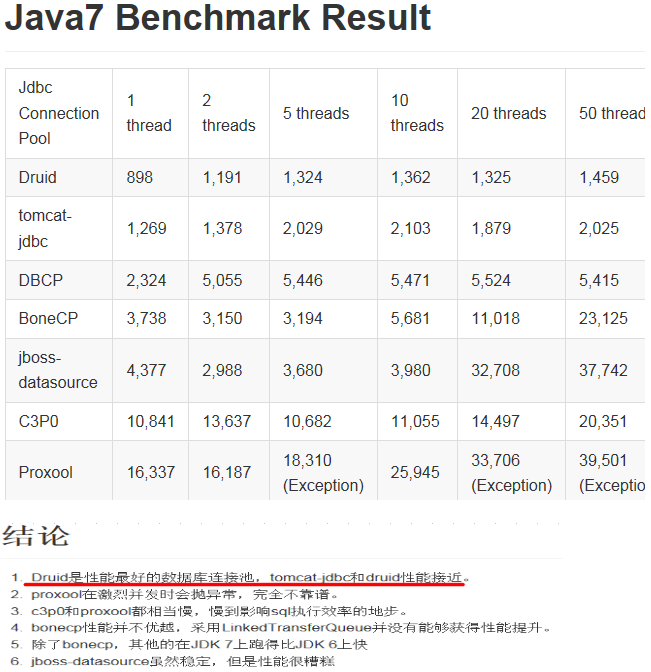 Java7 Benchmark Result
Jdbc Connection Pool 1 thread 2 threads 5 threads 10 threads 20 threads 50 thread
Druid 898 1,191 1,324 1,362 1,325 1,459
tomcat-jdbc 1,269 1,378 2,029 2,103 1,879 2,025
DBCP 2,324 5,055 5,446 5,471 5,524 5,415
BoneCP 3,738 3,150 3,194 5,681 11,018 23,125
jboss-datasource 4,377 2,988 3,680 3,980 32,708 37,742
C3P0 10,841 13,637 10,682 11,055 14,497 20,351
Proxool 16,337 16,187 18,310 (Exception) 25,945 33,706 (Exception) 39,501 (Exceptio
结论
1. Druid是性能最好的数据库连接池，tomcat-jdbc和druid性能接近。
2. proxool在激烈并发时会抛异常，完全不靠谱。
3. c3p0和proxool都相当慢，慢到影响sql执行效率的地步。
4. bonecp性能并不优越，采用LinkedTransferQueue并没有能够获得性能提升。
5. 除了bonecp，其他的在JDK 7上跑得比JDK 6上快
6. jboss-datasource虽然稳定，但是性能很糟糕